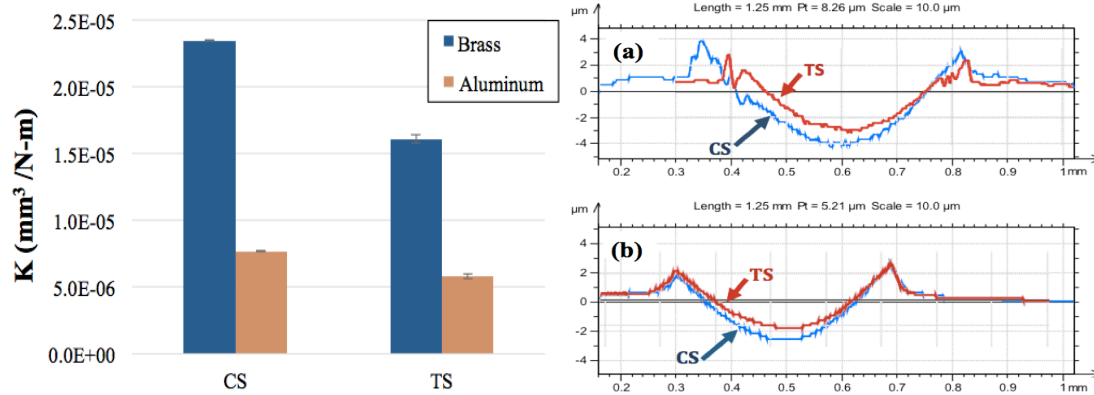 K (mm³ /N-m)
2.5E-05
2.0E-05
1.5E-05
1.0E-05
5.0E-06
0.0E+00
CS
TS
Brass
Aluminum
Length = 1.25 mm Pt = 8.26 µm Scale = 10.0 µm
µm
(a)
4
2
0
-2
-4
TS
CS
0.2 0.3 0.4 0.5 0.6 0.7 0.8 0.9 1 mm
Length = 1.25 mm Pt = 5.21 µm Scale = 10.0 µm
µm
(b)
4
2
0
-2
-4
TS
CS
0.2 0.3 0.4 0.5 0.6 0.7 0.8 0.9 1 mm